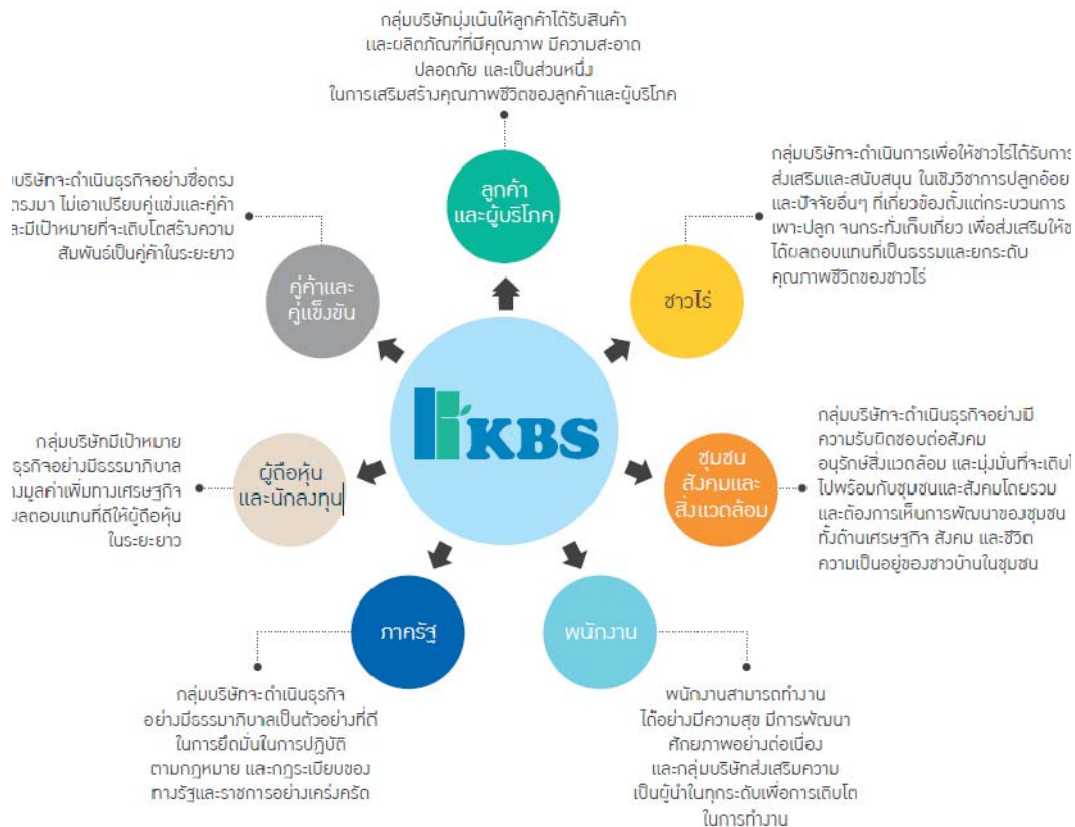 กลุ่มบริษัทมุ่งเน้นให้ลูกค้าได้รับสินค้า
และผลิตภัณฑ์ที่มีคุณภาพ มีความสะอาด
ปลอดภัย และเป็นส่วนหนึ่ง
ในการเสริมสร้างคุณภาพชีวิตของลูกค้าและผู้บริโภค
ลูกค้า
และผู้บริโภค
กลุ่มบริษัทจะดำเนินการเพื่อให้ชาวไร่ได้รับการ
ส่งเสริมและสนับสนุน ในเชิงวิชาการปลูกอ้อย
และปัจจัยอื่นๆ ที่เกี่ยวข้องตั้งแต่กระบวนการ
เพาะปลูก จนกระทั่งเก็บเกี่ยว เพื่อส่งเสริมให้
ได้ผลตอบแทนที่เป็นธรรมและยกระดับ
คุณภาพชีวิตของชาวไร่
ชาวไร่
กลุ่มบริษัทจะดำเนินธุรกิจอย่างมี
ความรับผิดชอบต่อสังคม
อนุรักษ์สิ่งแวดล้อม และมุ่งมั่นที่จะเติบ
ไปพร้อมกับชุมชนและสังคมโดยรวม
และต้องการเห็นการพัฒนาของชุมชน
ทั้งด้านเศรษฐกิจ สังคม และชีวิต
ความเป็นอยู่ของชาวบ้านในชุมชน
ชุมชน
สังคมและ
สิ่งแวดล้อม
พนักงาน
พนักงานสามารถทำงาน
ได้อย่างมีความสุข มีการพัฒนา
ศักยภาพอย่างต่อเนื่อง
และกลุ่มบริษัทส่งเสริมความ
เป็นผู้นำในทุกระดับเพื่อการเติบโต
ในการทำงาน
ภาครัฐ
กลุ่มบริษัทจะดำเนินธุรกิจ
อย่างมีธรรมาภิบาลเป็นตัวอย่างที่ดี
ในการยึดมั่นในการปฏิบัติ
ตามกฎหมาย และกฎระเบียบของ
ทางรัฐและราชการอย่างเคร่งครัด
ผู้ถือหุ้น
และนักลงทุน
กลุ่มบริษัทมีเป้าหมาย
ธุรกิจอย่างมีธรรมาภิบาล
มูลค่าเพิ่มทางเศรษฐกิจ
ผลตอบแทนที่ดีให้ผู้ถือหุ้น
ในระยะยาว
คู่ค้าและ
คู่แข็งขัน
บริษัทจะดำเนินธุรกิจอย่างซื่อตรง
ตรงมา ไม่เอาเปรียบคู่แข่งและคู่ค้า
และมีเป้าหมายที่จะเติบโตสร้างความ
สัมพันธ์เป็นคู่ค้าในระยะยาว
KBS